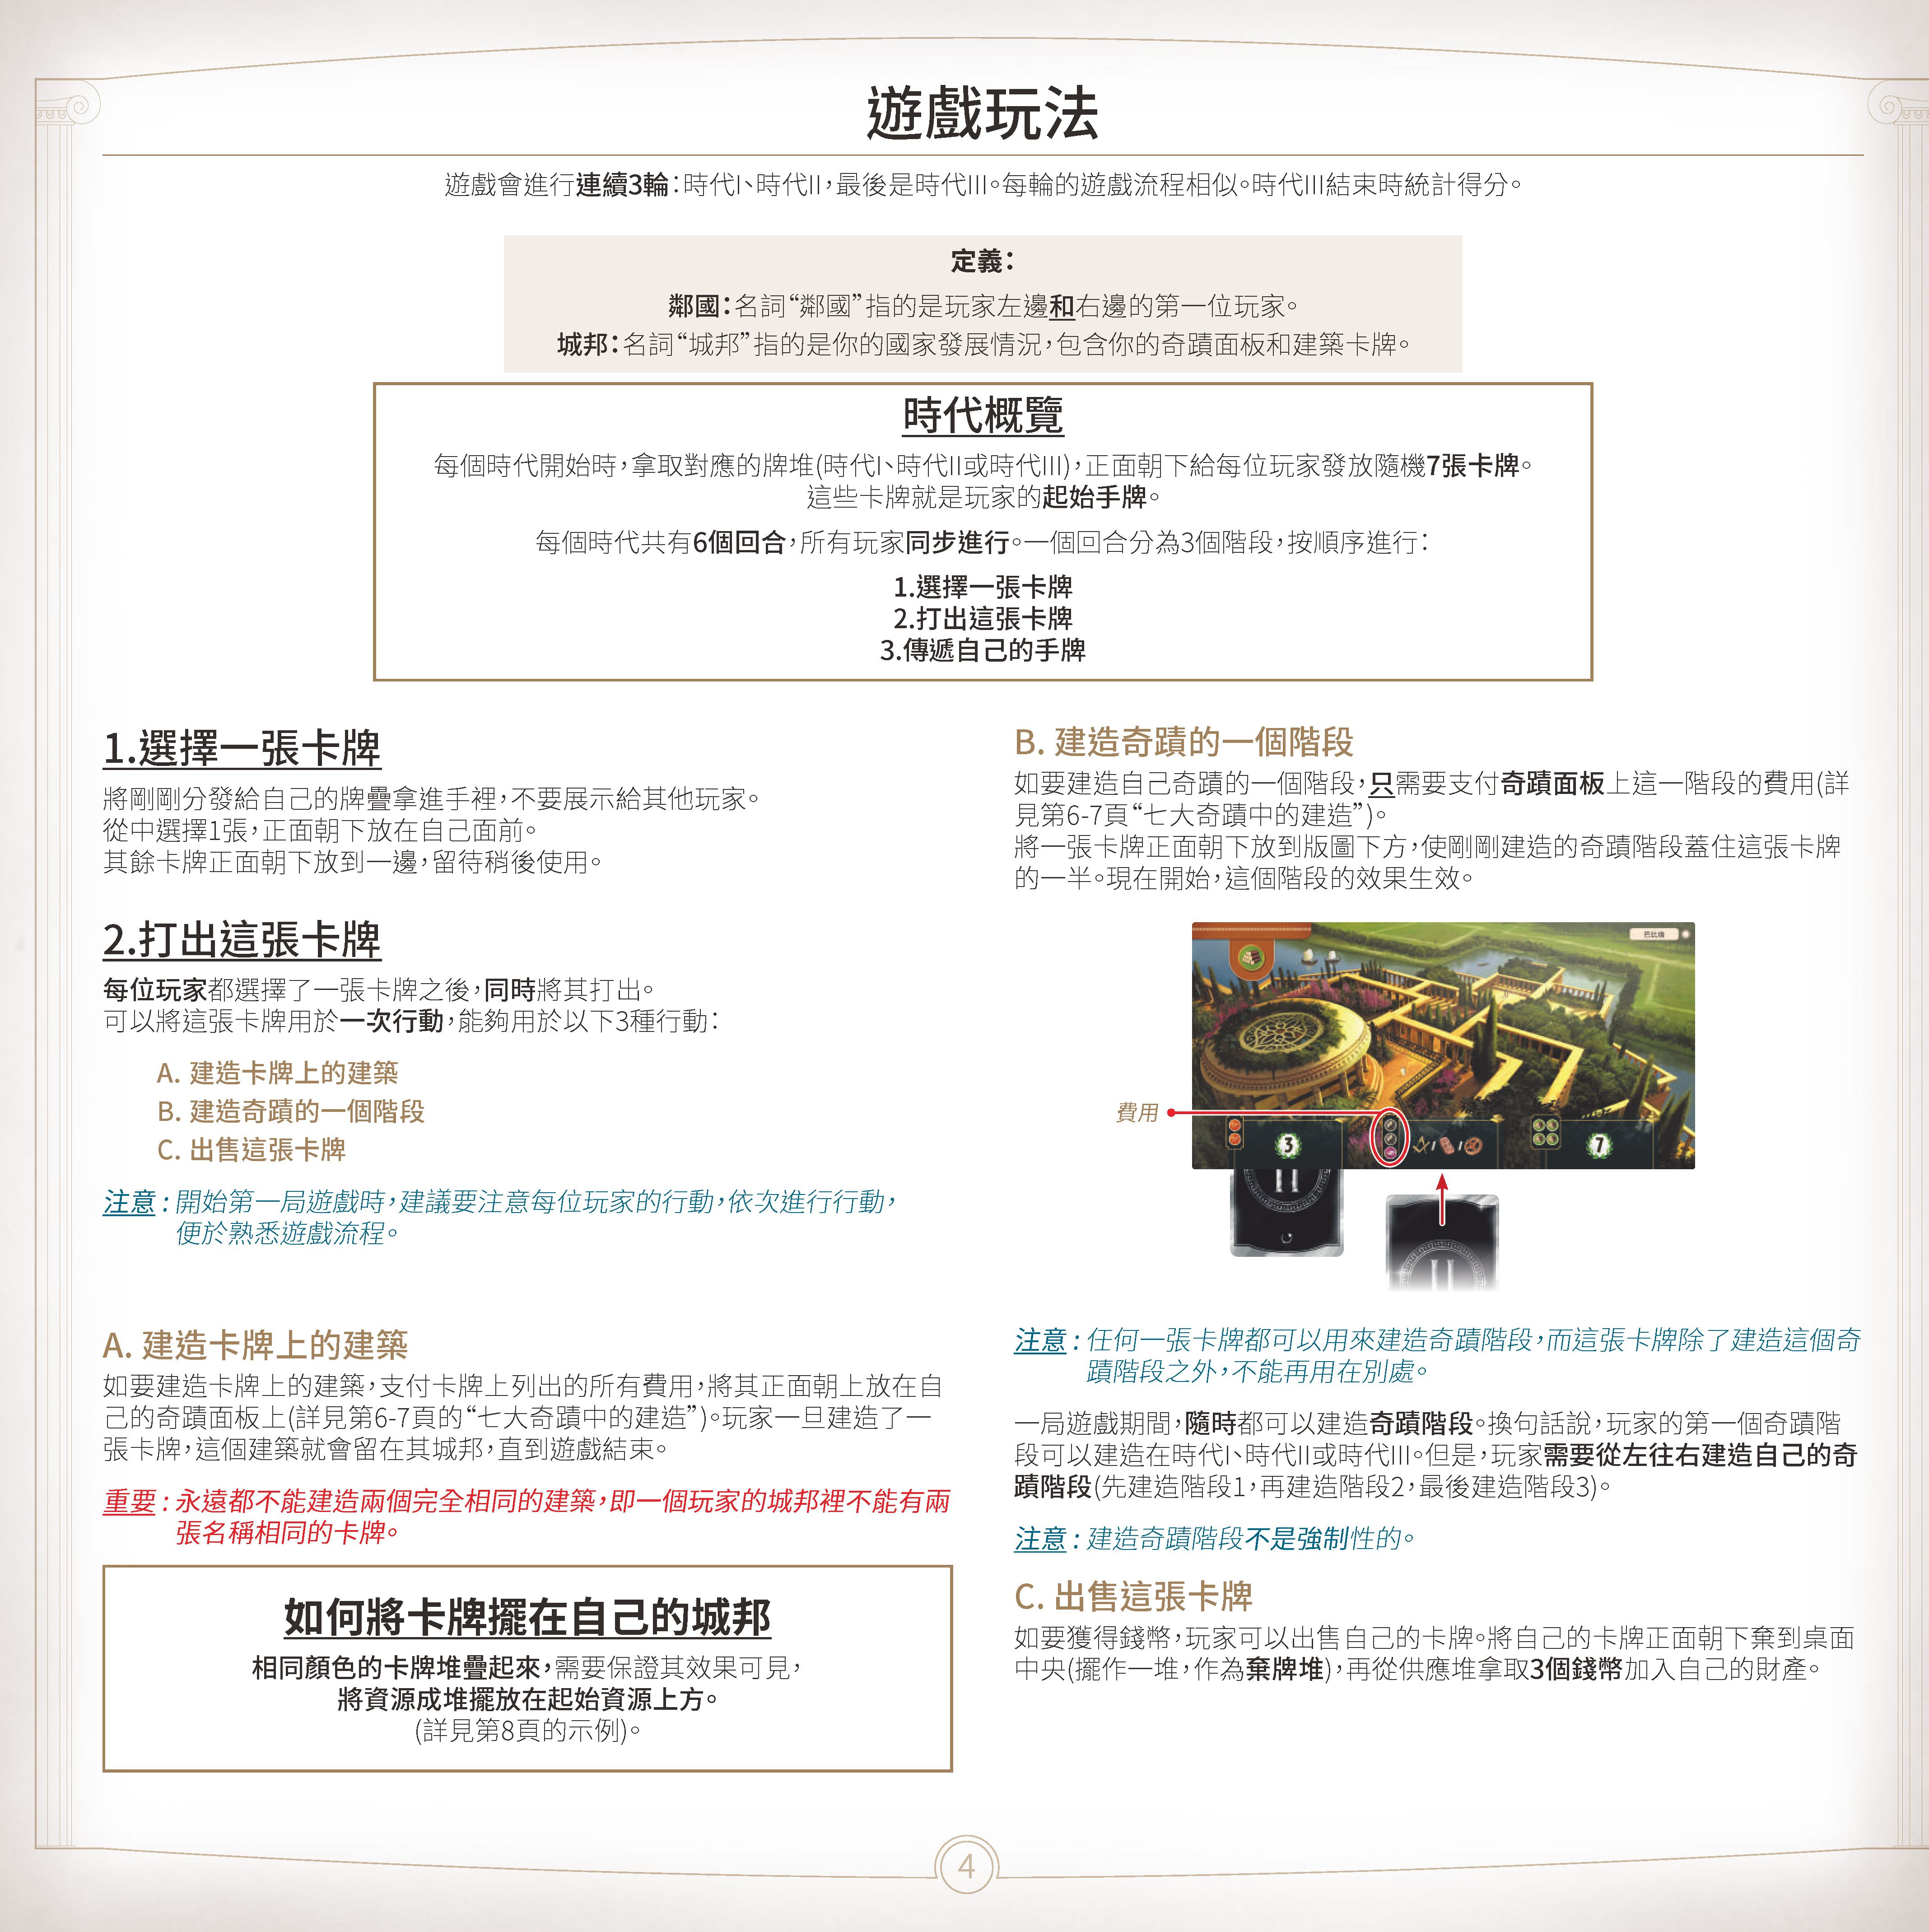 遊戲玩法
遊戲會進行連續3輪：時代I、時代II，最後是時代III。每輪的遊戲流程相似。時代III結束時統計得分。
定義：
鄰國：名詞“鄰國”指的是玩家左邊和右邊的第一位玩家。
城邦：名詞“城邦”指的是你的國家發展情況，包含你的奇蹟面板和建築卡牌。
時代概覽
每個時代開始時，拿取對應的牌堆(時代I、時代II或時代III)，正面朝下給每位玩家發放隨機7張卡牌。
這些卡牌就是玩家的起始手牌。
每個時代共有6個回合，所有玩家同步進行。一個回合分為3個階段，按順序進行：
1.選擇一張卡牌
2.打出這張卡牌
3.傳遞自己的手牌
1.選擇一張卡牌
將剛剛分發給自己的牌疊拿進手裡，不要展示給其他玩家。
從中選擇1張，正面朝下放在自己面前。
其餘卡牌正面朝下放到一邊，留待稍後使用。
2.打出這張卡牌
每位玩家都選擇了一張卡牌之後，同時將其打出。
可以將這張卡牌用於一次行動，能夠用於以下3種行動：
A. 建造卡牌上的建築
B. 建造奇蹟的一個階段
C. 出售這張卡牌
注意：開始第一局遊戲時，建議要注意每位玩家的行動，依次進行行動，
便於熟悉遊戲流程。
A. 建造卡牌上的建築
如要建造卡牌上的建築，支付卡牌上列出的所有費用，將其正面朝上放在自
己的奇蹟面板上(詳見第6-7頁的“七大奇蹟中的建造”)。玩家一旦建造了一
張卡牌，這個建築就會留在其城邦，直到遊戲結束。
重要：永遠都不能建造兩個完全相同的建築，即一個玩家的城邦裡不能有兩
張名稱相同的卡牌。
如何將卡牌擺在自己的城邦
相同顏色的卡牌堆疊起來，需要保證其效果可見，
將資源成堆擺放在起始資源上方。
(詳見第8頁的示例)。
B. 建造奇蹟的一個階段
如要建造自己奇蹟的一個階段，只需要支付奇蹟面板上這一階段的費用(詳
見第6-7頁“七大奇蹟中的建造”)。
將一張卡牌正面朝下放到版圖下方，使剛剛建造的奇蹟階段蓋住這張卡牌
的一半。現在開始，這個階段的效果生效。
巴比倫
費用
3
/ /
7
II
II
注意：任何一張卡牌都可以用來建造奇蹟階段，而這張卡牌除了建造這個奇
蹟階段之外，不能再用在別處。
一局遊戲期間，隨時都可以建造奇蹟階段。換句話說，玩家的第一個奇蹟階
段可以建造在時代I、時代II或時代III。但是，玩家需要從左往右建造自己的奇
蹟階段(先建造階段1，再建造階段2，最後建造階段3)。
注意：建造奇蹟階段不是強制性的。
C. 出售這張卡牌
如要獲得錢幣，玩家可以出售自己的卡牌。將自己的卡牌正面朝下棄到桌面
中央(擺作一堆，作為棄牌堆)，再從供應堆拿取3個錢幣加入自己的財產。
4